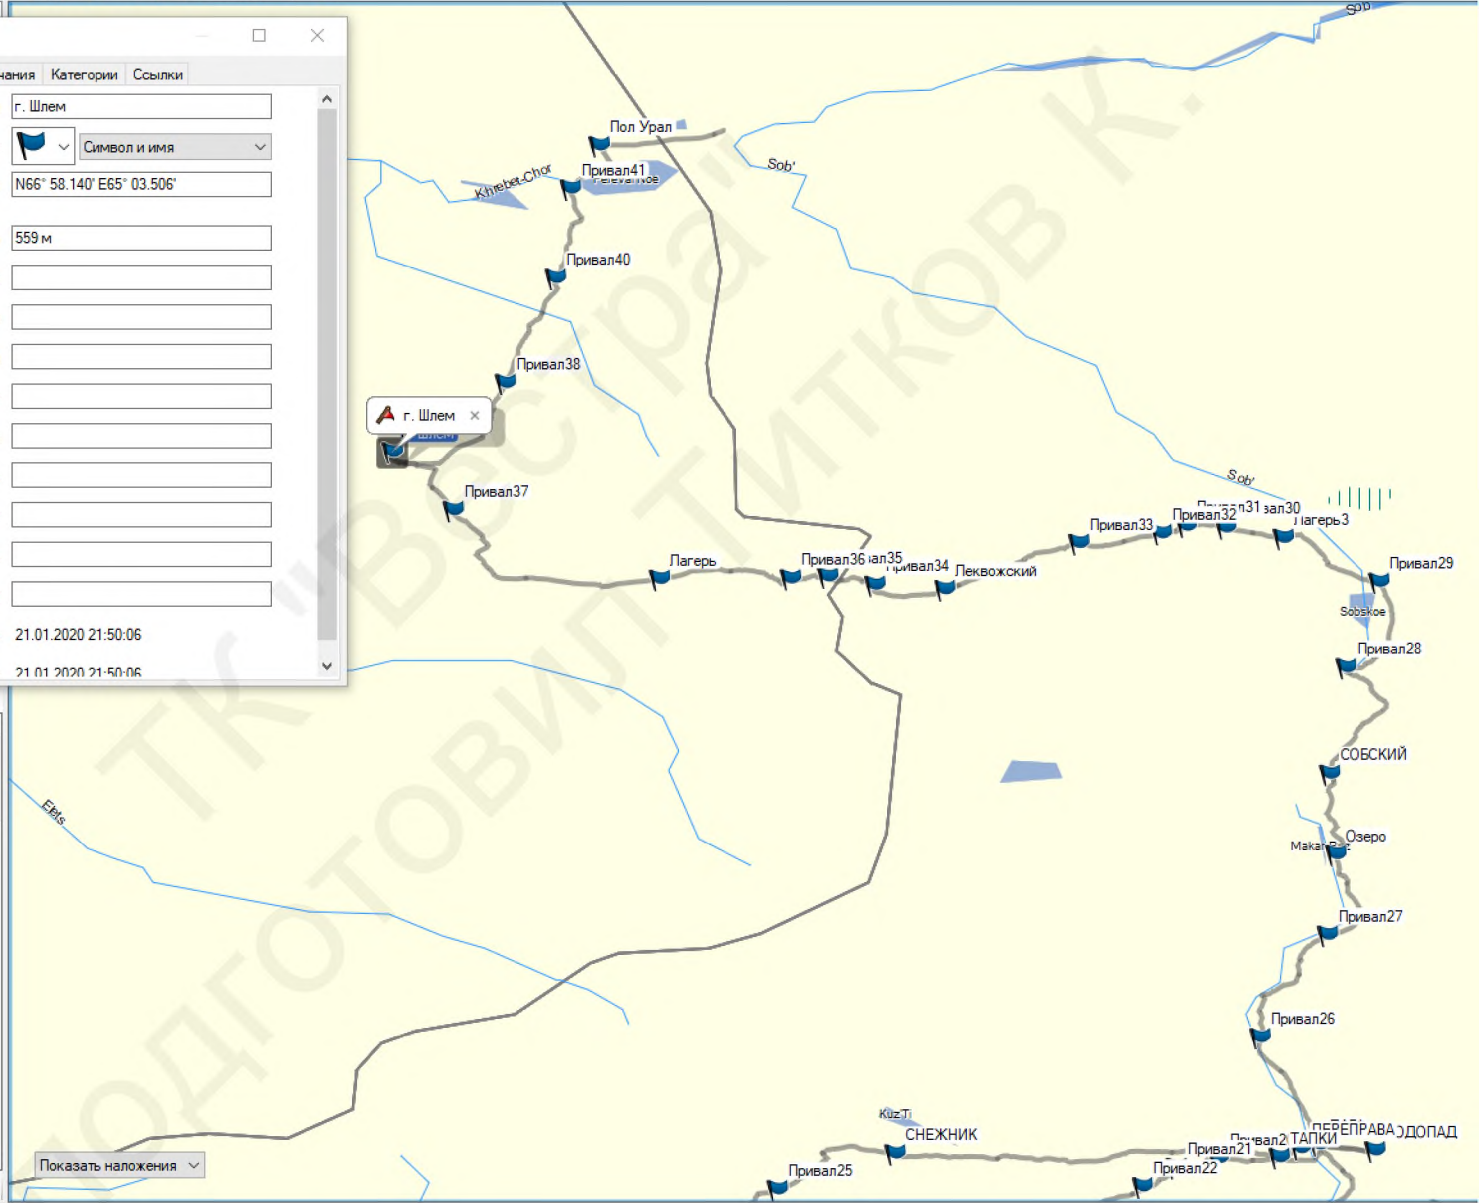 Категории
Ссылки
г. Шлем
Символ и имя
N66° 58.140' E65° 03.506'
559 м
21.01.2020 21:50:06
21.01.2020 21:50:06
Показать наложения
Sob'
Пол Урал
Привал41
Khrebet-Chor
Sob'
Привал40
Привал38
г. Шлем
Привал37
Sob'
Привал33
Привал32
Лагерь3
Привал29
Лагерь
Привал36
Леквожский
Sobskoe
Привал28
СОБСКИЙ
Озеро
Привал27
Привал26
Kuz'Ti
СНЕЖНИК
ПЕРЕПРАВА
ТАПКИ
Привал21
Привал22
Привал25
ТК "Вестра"
ПОДГОТОВИЛ Титков К.